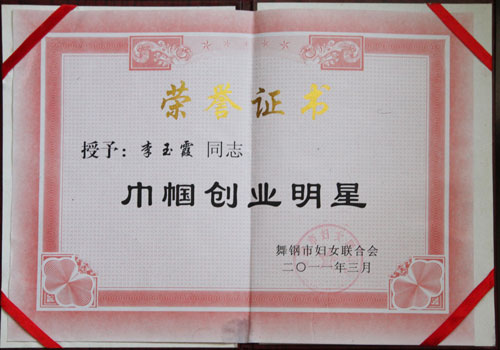 荣誉证书
授予：李玉霞 同志
巾帼创业明星
舞钢市妇女联合会
二〇一一年三月